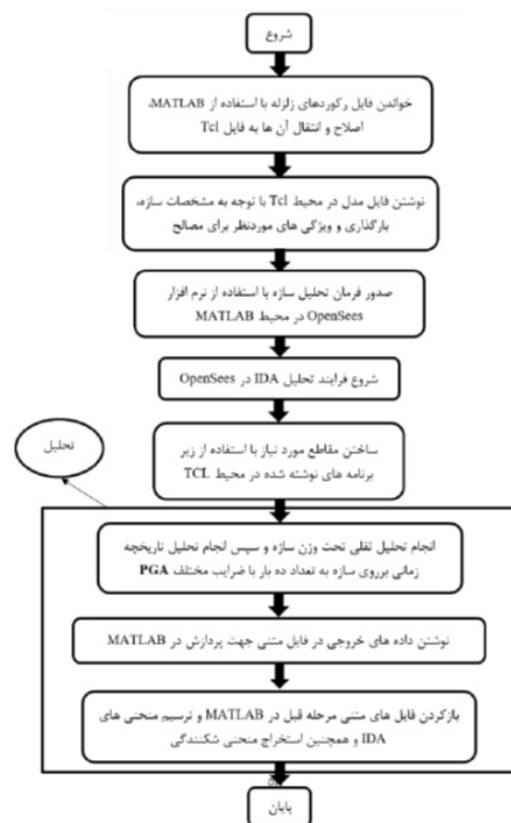 شروع
خواندن فایل رکوردهای زلزله با استفاده از MATLAB،
اصلاح و انتقال آن ها به فایل Tcl
نوشتن فایل مدل در محیط Tcl با توجه به مشخصات سازه،
بارگذاری و ویژگی های موردنظر برای مصالح
صدور فرمان تحلیل سازه با استفاده از نرم افزار
OpenSees در محیط MATLAB
شروع فرایند تحلیل IDA در OpenSees
تحلیل
ساختن مقاطع مورد نیاز با استفاده از زیر
برنامه های نوشته شده در محیط TCL
انجام تحلیل ثقلی تحت وزن سازه و سپس انجام تحلیل تاریخچه
زمانی برروی سازه به تعداد ده بار با ضرایب مختلف PGA
نوشتن داده های خروجی در فایل متنی جهت پردازش در MATLAB
بازکردن فایل های متنی مرحله قبل در MATLAB و ترسیم منحنی های
IDA و همچنین استخراج منحنی شکنندگی
پایان